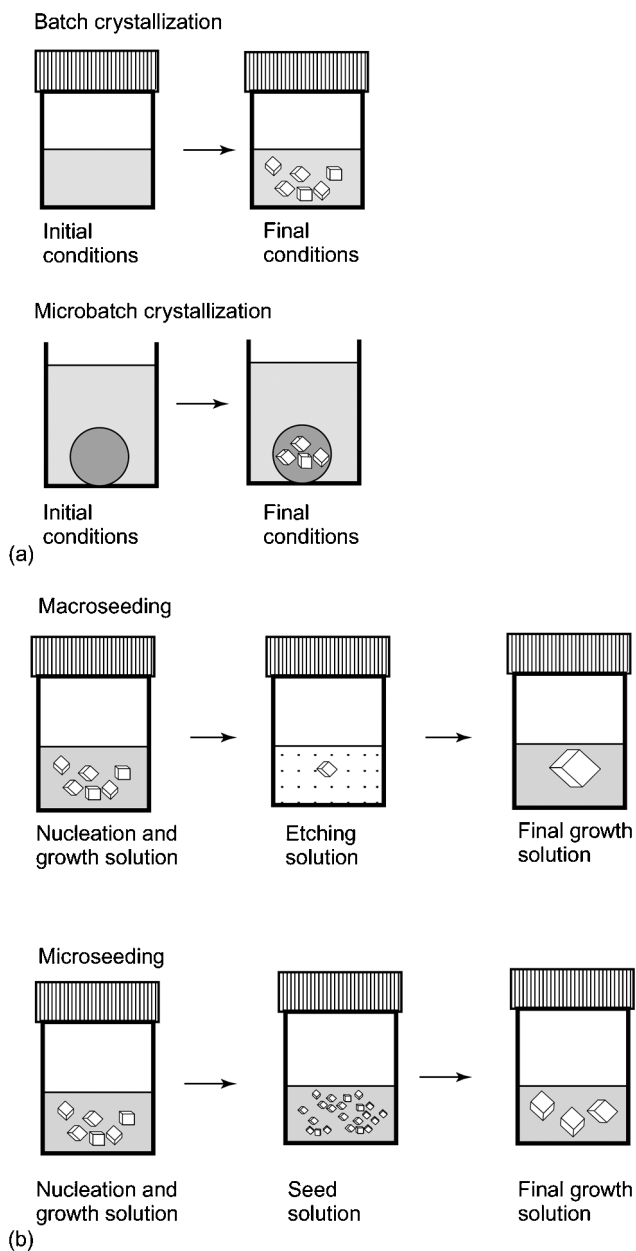 Batch crystallization
Initial
conditions
Final
conditions
Microbatch crystallization
Initial
conditions
Final
conditions
(a)
Macroseeding
Nucleation and
growth solution
Etching
solution
Final growth
solution
Microseeding
Nucleation and
growth solution
Seed
solution
Final growth
solution
(b)